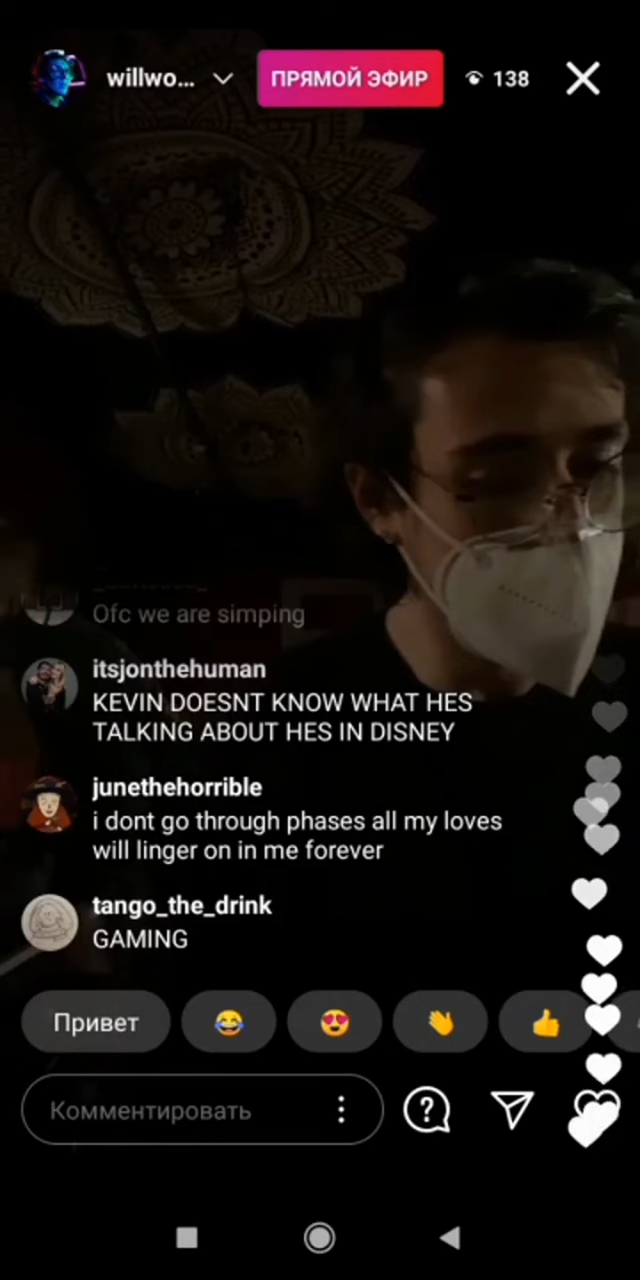 willwo...
ПРЯМОЙ ЭФИР
138
Ofc we are simping
itsjonthehuman
KEVIN DOESNT KNOW WHAT HES
TALKING ABOUT HES IN DISNEY
junethehorrible
i dont go through phases all my loves
will linger on in me forever
tango_the_drink
GAMING
Привет
Комментировать